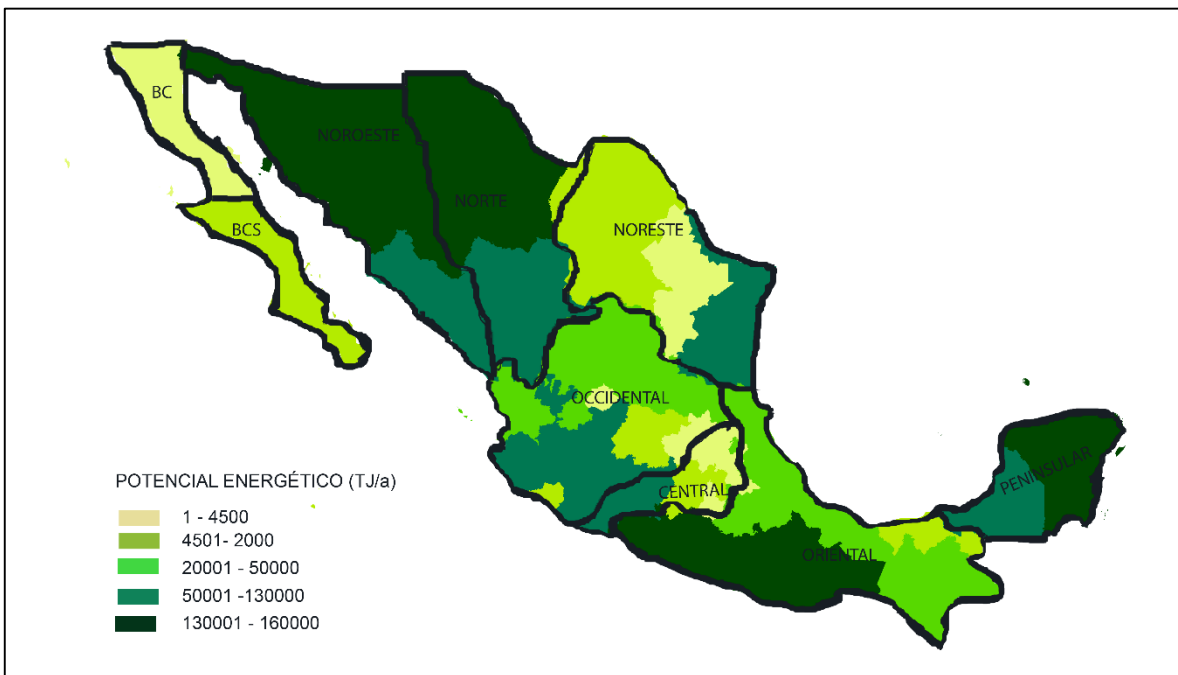 BC
NOROESTE
NORTE
BCS
NORESTE
OCCIDENTAL
CENTRAL
ORIENTAL
PENINSULAR
POTENCIAL ENERGÉTICO (TJ/a)
1 - 4500
4501- 2000
20001 - 50000
50001 -130000
130001 - 160000